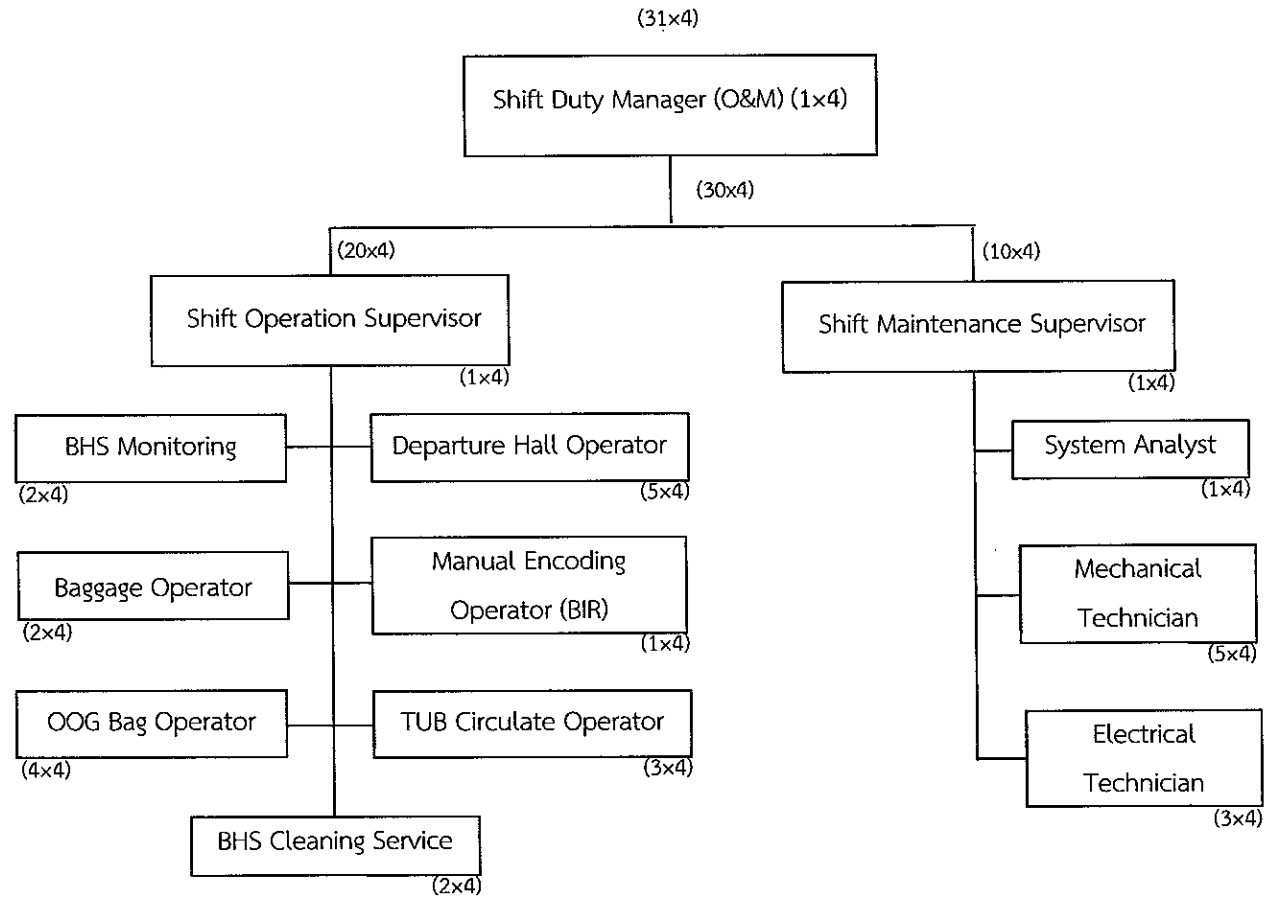 (31×4)
Shift Duty Manager (O&M) (1×4)
(30×4)
(20×4)
(10×4)
Shift Operation Supervisor
(1×4)
Shift Maintenance Supervisor
(1×4)
BHS Monitoring
(2×4)
Departure Hall Operator
(5×4)
System Analyst
(1×4)
Baggage Operator
(2×4)
Manual Encoding
Operator (BIR)
(1×4)
Mechanical
Technician
(5×4)
OOG Bag Operator
(4×4)
TUB Circulate Operator
(3×4)
Electrical
Technician
(3×4)
BHS Cleaning Service
(2×4)